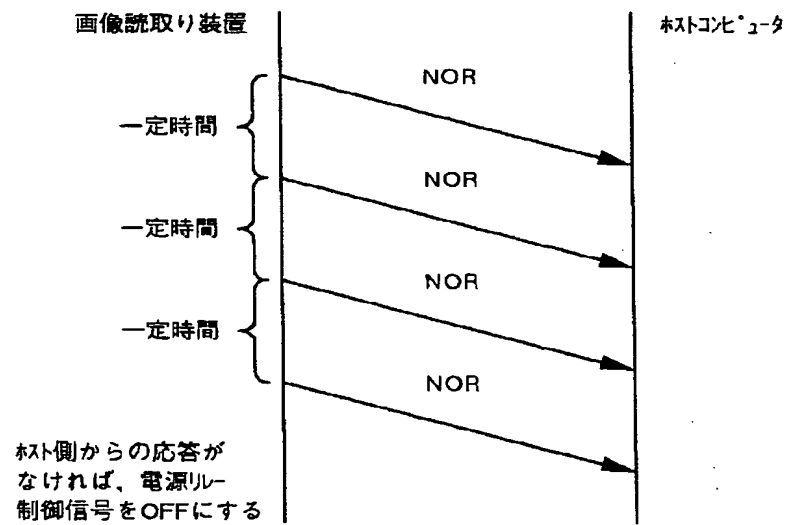 画像読取り装置
ホストコンピュータ
NOR
一定時間
NOR
一定時間
NOR
一定時間
NOR
ホスト側からの応答が
なければ、電源リレー
制御信号をOFFにする